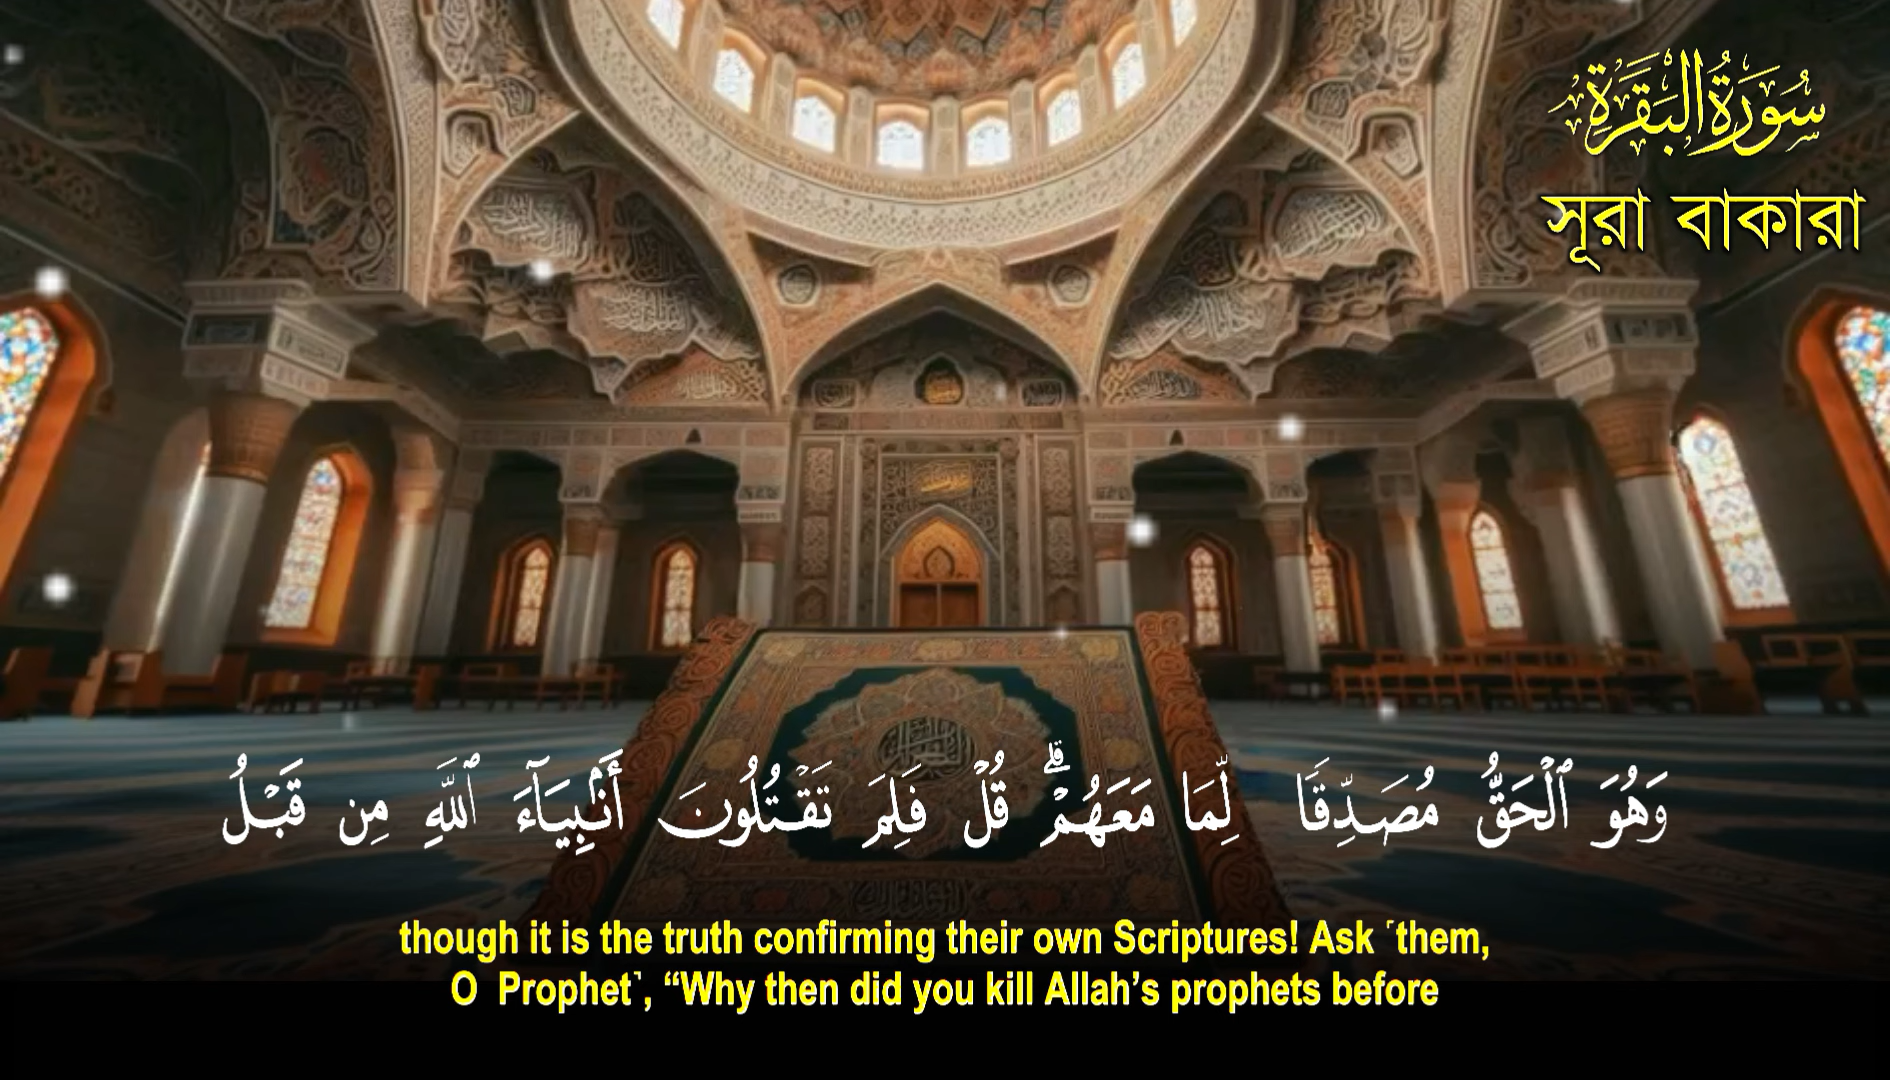 سُورَةُ الْبَقَرَةِ
সূরা বাকারা
وَهُوَ ٱلْحَقُّ مُصَدِّقًا لِّمَا مَعَهُمْ ۗ قُلْ فَلِمَ تَقْتُلُونَ أَنۢبِيَآءَ ٱللَّهِ مِن قَبْلُ
though it is the truth confirming their own Scriptures! Ask ˹them,
O Prophet˺, “Why then did you kill Allah’s prophets before